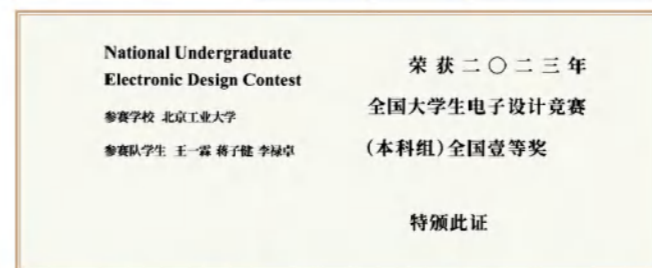 National Undergraduate
Electronic Design Contest
参赛学校 北京工业大学
参赛队学生 王一霖 蒋子健 李禄卓
荣获二〇二三年
全国大学生电子设计竞赛
(本科组)全国壹等奖
特颁此证